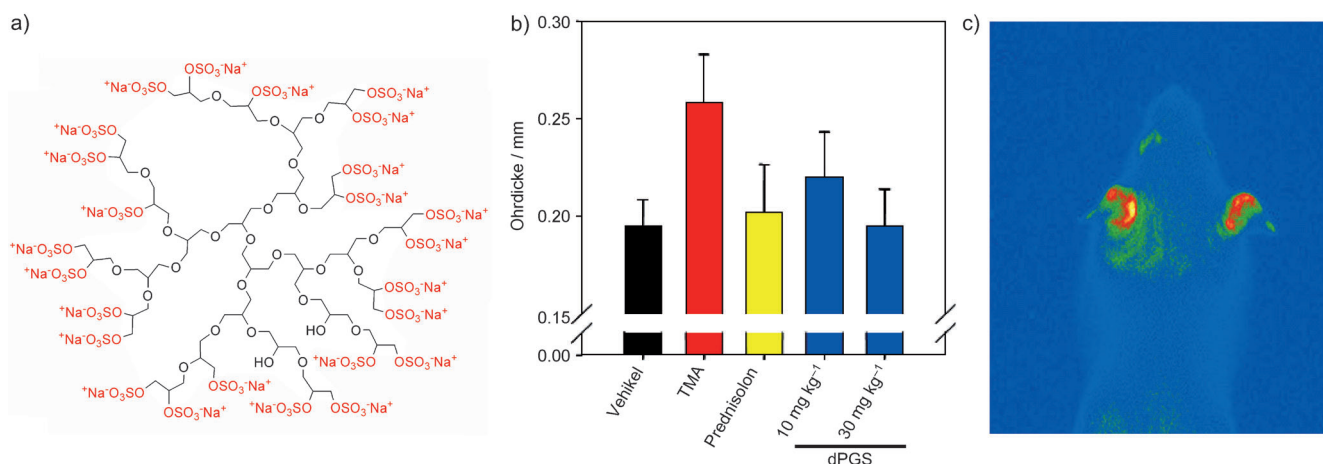 a)
OSO₃⁻Na⁺
⁺Na⁻O₃SO
O
OSO₃⁻Na⁺
O
OSO₃⁻Na⁺
O
OSO₃⁻Na⁺
⁺Na⁻O₃SO
⁺Na⁻O₃SO
O
O
OSO₃⁻Na⁺
O
OSO₃⁻Na⁺
⁺Na⁻O₃SO
O
O
O
OSO₃⁻Na⁺
O
O
OSO₃⁻Na⁺
⁺Na⁻O₃SO
O
O
O
O
⁺Na⁻O₃SO
O
O
O
OSO₃⁻Na⁺
⁺Na⁻O₃SO
OSO₃⁻Na⁺
⁺Na⁻O₃SO
O
O
HO
O
HO
O
OSO₃⁻Na⁺
OSO₃⁻Na⁺
O
⁺Na⁻O₃SO
OSO₃⁻Na⁺
OSO₃⁻Na⁺
⁺Na⁻O₃SO
OSO₃⁻Na⁺
b)
Ohrdicke / mm
0.30
0.25
0.20
0.15
0.00
Vehikel
TMA
Prednisolon
10 mg kg⁻¹
30 mg kg⁻¹
dPGS
c)